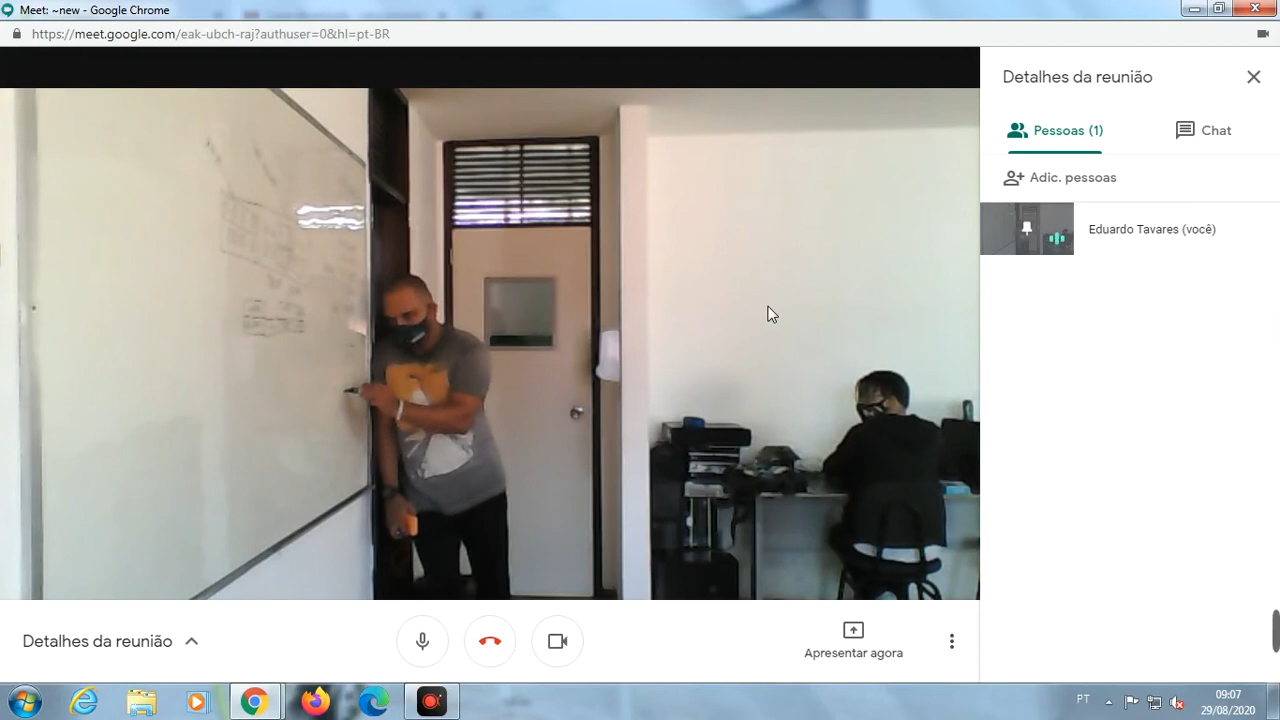 Meet: ~new - Google Chrome
https://meet.google.com/eak-ubch-raj?authuser=0&hl=pt-BR
Detalhes da reunião
Pessoas (1)
Chat
Adic. pessoas
Eduardo Tavares (você)
Detalhes da reunião
Apresentar agora
PT
09:07
29/08/2020